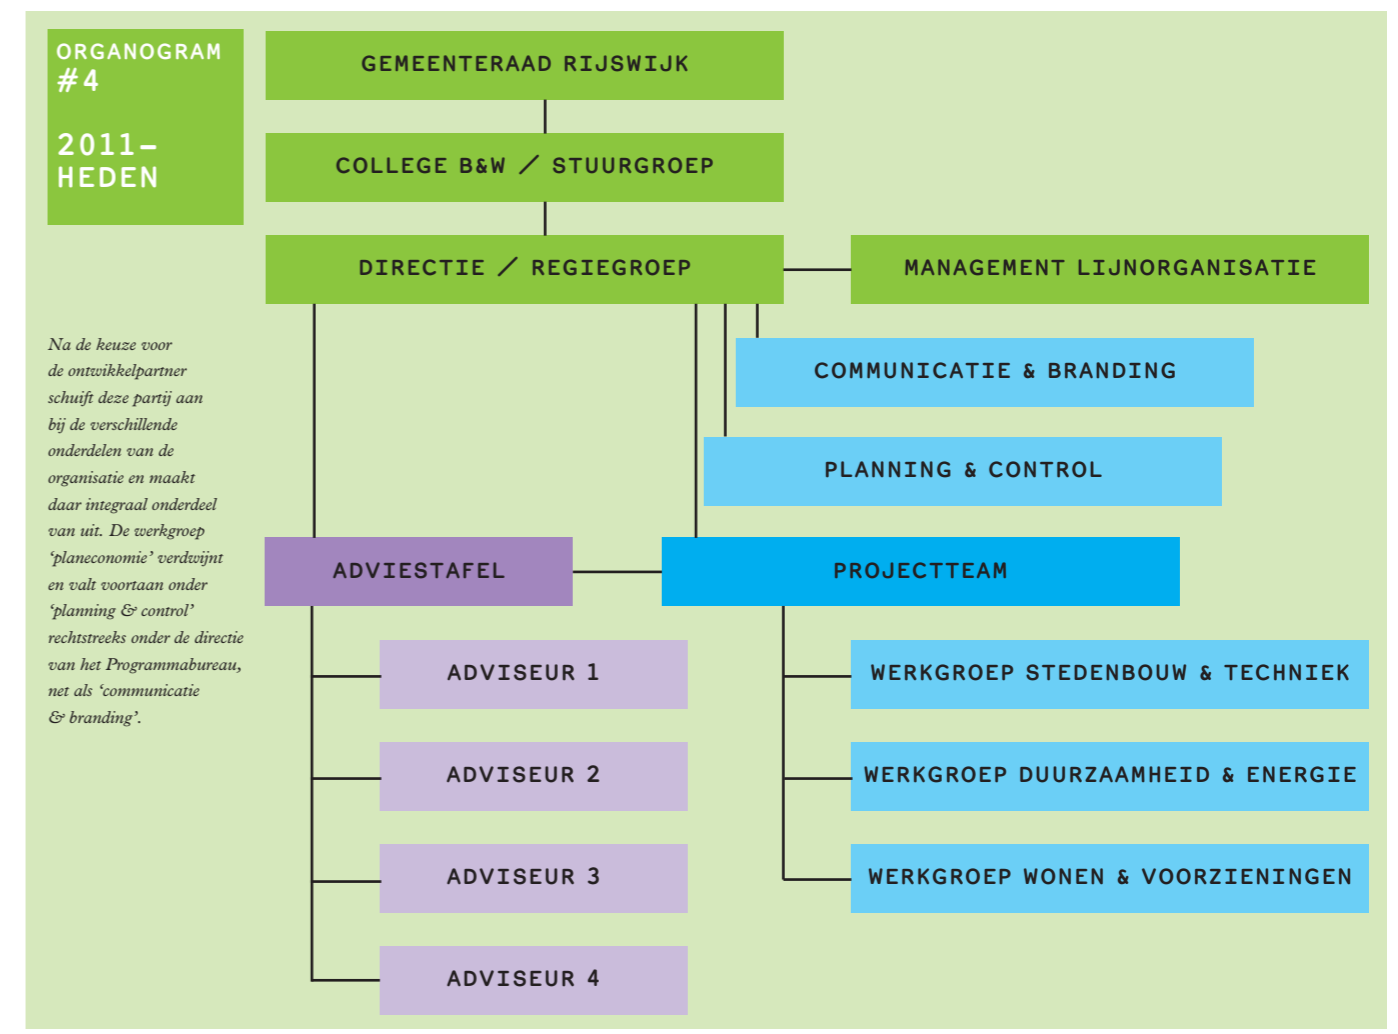 ORGANOGRAM
#4
2011–
HEDEN
GEMEENTERAAD RIJSWIJK
COLLEGE B&W / STUURGROEP
DIRECTIE / REGIEGROEP
MANAGEMENT LIJNORGANISATIE
Na de keuze voor
de ontwikkelpartner
schuift deze partij aan
bij de verschillende
onderdelen van de
organisatie en maakt
daar integraal onderdeel
van uit. De werkgroep
‘planeconomie’ verdwijnt
en valt voortaan onder
‘planning & control’
rechtstreeks onder de directie
van het Programmabureau,
net als ‘communicatie
& branding’.
COMMUNICATIE & BRANDING
PLANNING & CONTROL
ADVIESTAFEL
PROJECTTEAM
ADVISEUR 1
ADVISEUR 2
ADVISEUR 3
ADVISEUR 4
WERKGROEP STEDENBOUW & TECHNIEK
WERKGROEP DUURZAAMHEID & ENERGIE
WERKGROEP WONEN & VOORZIENINGEN